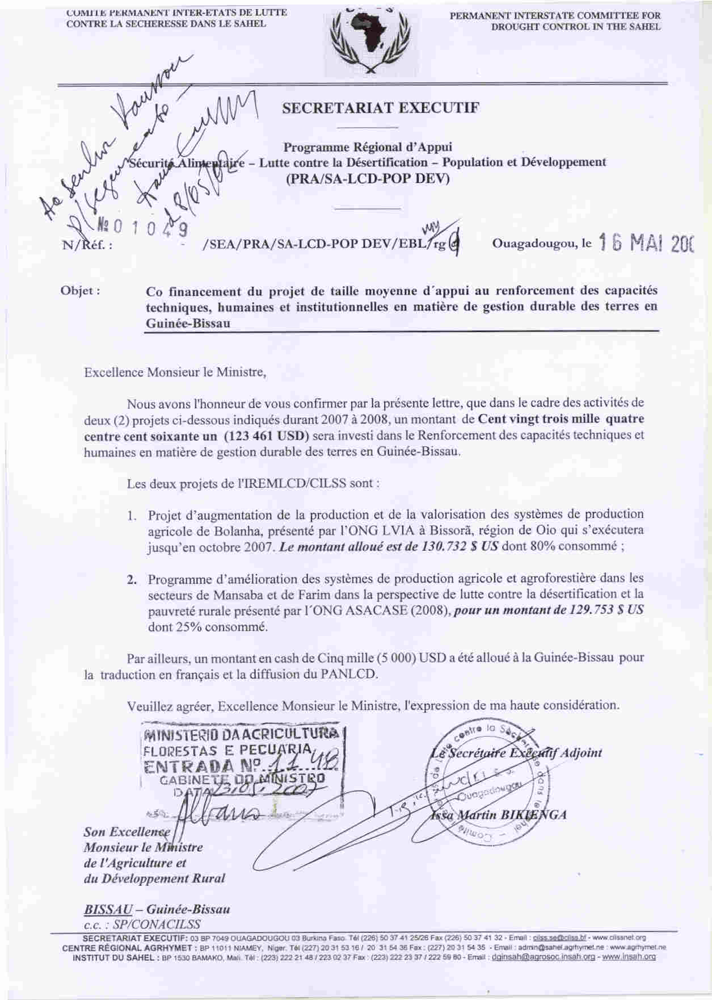 COMITE PERMANENT INTER-ETATS DE LUTTE
CONTRE LA SECHERESSE DANS LE SAHEL
PERMANENT INTERSTATE COMMITTEE FOR
DROUGHT CONTROL IN THE SAHEL
SECRETARIAT EXECUTIF
Programme Régional d'Appui
Sécurité Alimentaire – Lutte contre la Désertification – Population et Développement
(PRA/SA-LCD-POP DEV)
Ao Senhor
p/
№ 01049
N/Réf. : - /SEA/PRA/SA-LCD-POP DEV/EBL/rg Ouagadougou, le 16 MAI 200
Objet : Co financement du projet de taille moyenne d´appui au renforcement des capacités
techniques, humaines et institutionnelles en matière de gestion durable des terres en
Guinée-Bissau
Excellence Monsieur le Ministre,
Nous avons l'honneur de vous confirmer par la présente lettre, que dans le cadre des activités de
deux (2) projets ci-dessous indiqués durant 2007 à 2008, un montant de Cent vingt trois mille quatre
centre cent soixante un (123 461 USD) sera investi dans le Renforcement des capacités techniques et
humaines en matière de gestion durable des terres en Guinée-Bissau.
Les deux projets de l'IREMLCD/CILSS sont :
1. Projet d'augmentation de la production et de la valorisation des systèmes de production
agricole de Bolanha, présenté par l'ONG LVIA à Bissorã, région de Oio qui s'exécutera
jusqu'en octobre 2007. Le montant alloué est de 130.732 $ US dont 80% consommé ;
2. Programme d'amélioration des systèmes de production agricole et agroforestière dans les
secteurs de Mansaba et de Farim dans la perspective de lutte contre la désertification et la
pauvreté rurale présenté par l´ONG ASACASE (2008), pour un montant de 129.753 $ US
dont 25% consommé.
Par ailleurs, un montant en cash de Cinq mille (5 000) USD a été alloué à la Guinée-Bissau pour
la traduction en français et la diffusion du PANLCD.
Veuillez agréer, Excellence Monsieur le Ministre, l'expression de ma haute considération.
MINISTERIO DA AGRICULTURA
FLORESTAS E PECUÁRIA
ENTRADA Nº
GABINETE DO MINISTRO
DATA 23.05.2007
Le Secrétaire Exécutif Adjoint
Ouagadougou
Issa Martin BIKIENGA
Son Excellence
Monsieur le Ministre
de l'Agriculture et
du Développement Rural
BISSAU – Guinée-Bissau
c.c. : SP/CONACILSS
SECRETARIAT EXECUTIF: 03 BP 7049 OUAGADOUGOU 03 Burkina Faso. Tél (226) 50 37 41 25/26 Fax (226) 50 37 41 32 - Email : cilss.se@cilss.bf - www.cilssnet.org
CENTRE RÉGIONAL AGRHYMET : BP 11011 NIAMEY, Niger. Tél (227) 20 31 53 16 / 20 31 54 36 Fax : (227) 20 31 54 35 - Email : admin@sahel.agrhymet.ne : www.agrhymet.ne
INSTITUT DU SAHEL : BP 1530 BAMAKO, Mali. Tél : (223) 222 21 48 / 223 02 37 Fax : (223) 222 23 37 / 222 59 80 - Email : dginsah@agrosoc.insah.org - www.insah.org